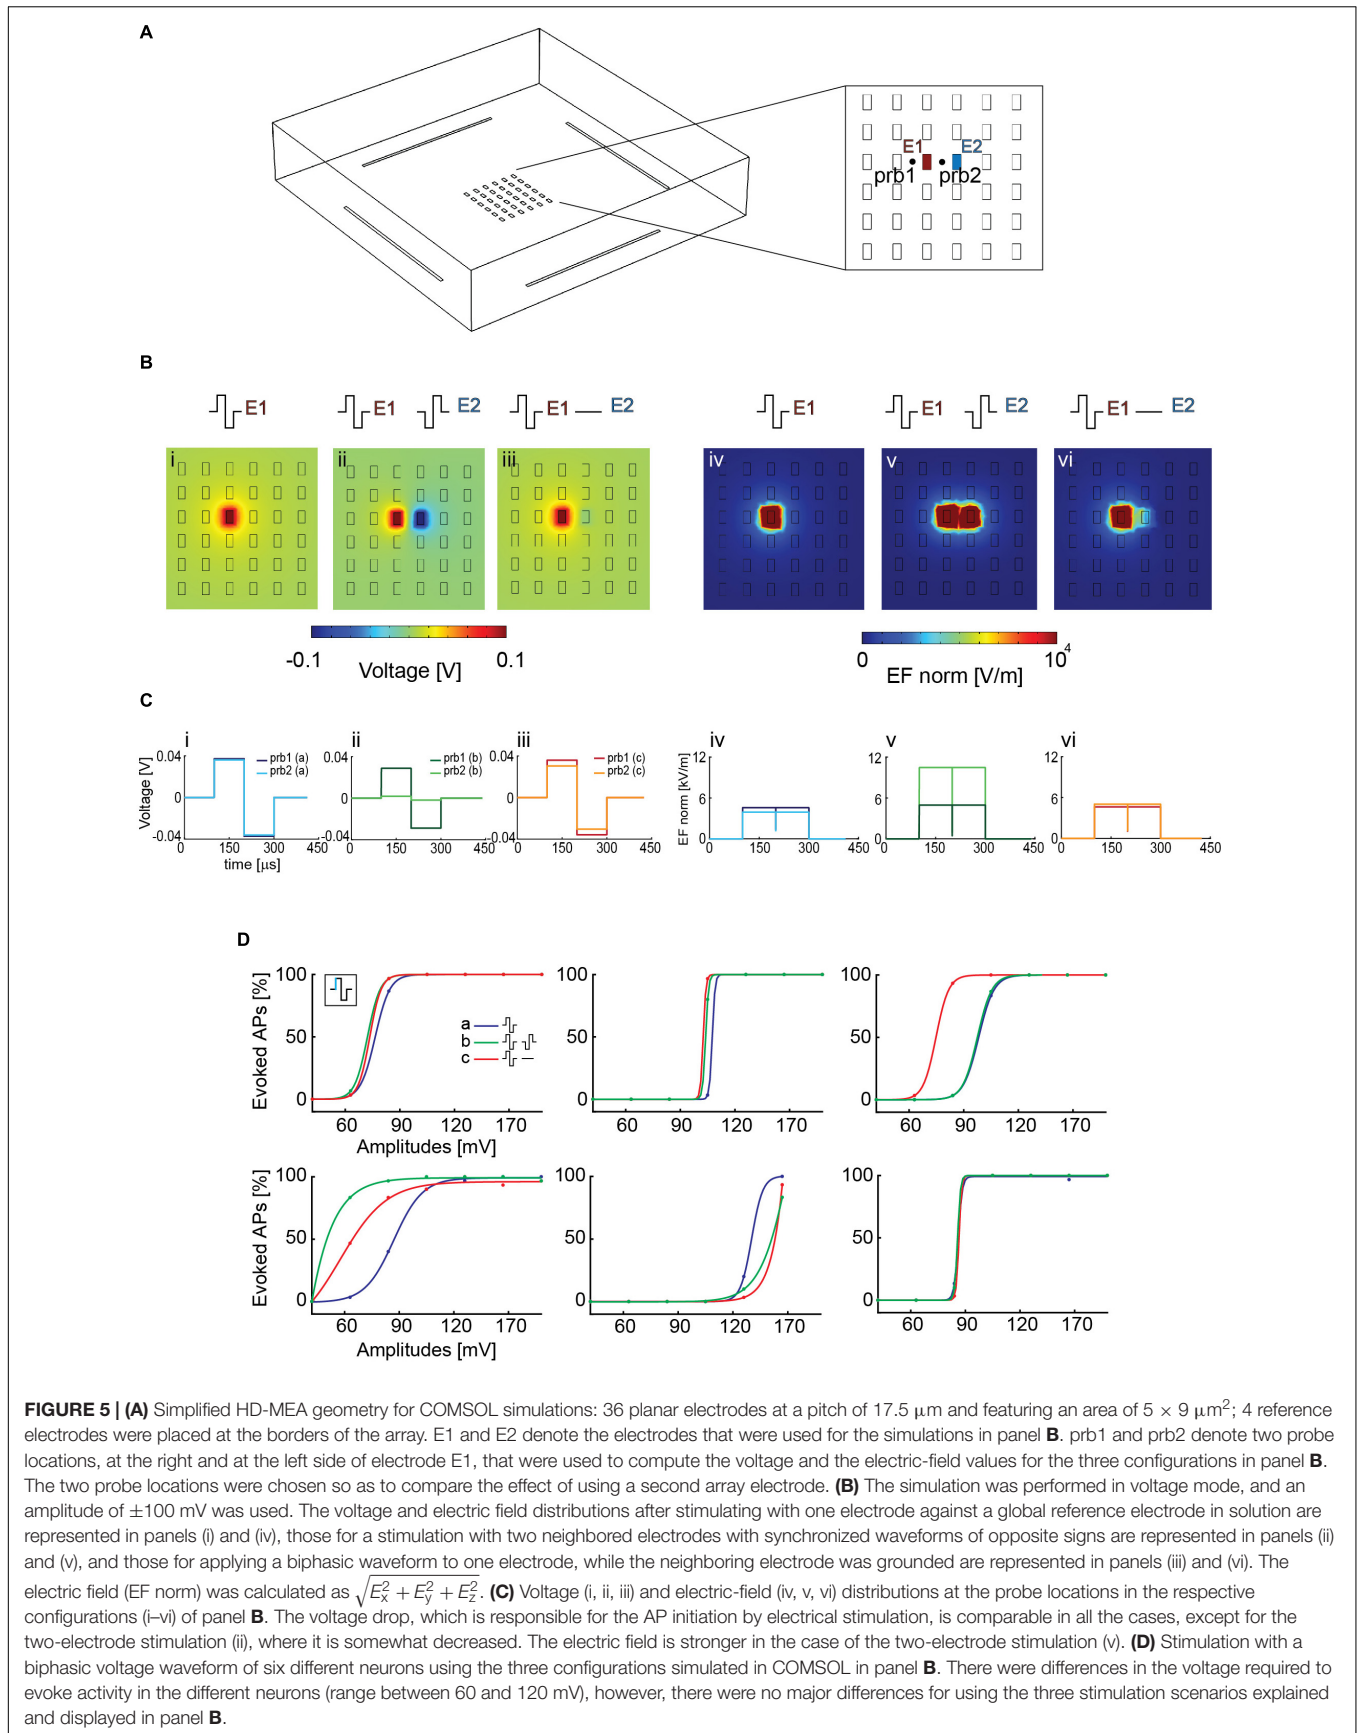 A
E1 E2
prb1 prb2
B
E1 E1 E2 E1 E2 E1 E1 E2 E1 E2
i ii iii iv v vi
-0.1 0.1
Voltage [V]
0 10^4
EF norm [V/m]
C
i ii iii iv v vi
Voltage [V]
0.04
0
-0.04
prb1 (a)
prb2 (a)
0 150 300 450
time [µs]
0.04
0
-0.04
prb1 (b)
prb2 (b)
0 150 300 450
0.04
0
-0.04
prb1 (c)
prb2 (c)
0 150 300 450
EF norm [kV/m]
12
6
0
0 150 300 450
12
6
0
0 150 300 450
12
6
0
0 150 300 450
D
Evoked APs [%]
100
50
0
a
b
c
60 90 120 170
Amplitudes [mV]
100
50
0
60 90 120 170
100
50
0
60 90 120 170
Evoked APs [%]
100
50
0
60 90 120 170
Amplitudes [mV]
100
50
0
60 90 120 170
100
50
0
60 90 120 170
FIGURE 5 | (A) Simplified HD-MEA geometry for COMSOL simulations: 36 planar electrodes at a pitch of 17.5 µm and featuring an area of 5 × 9 µm²; 4 reference
electrodes were placed at the borders of the array. E1 and E2 denote the electrodes that were used for the simulations in panel B. prb1 and prb2 denote two probe
locations, at the right and at the left side of electrode E1, that were used to compute the voltage and the electric-field values for the three configurations in panel B.
The two probe locations were chosen so as to compare the effect of using a second array electrode. (B) The simulation was performed in voltage mode, and an
amplitude of ±100 mV was used. The voltage and electric field distributions after stimulating with one electrode against a global reference electrode in solution are
represented in panels (i) and (iv), those for a stimulation with two neighbored electrodes with synchronized waveforms of opposite signs are represented in panels (ii)
and (v), and those for applying a biphasic waveform to one electrode, while the neighboring electrode was grounded are represented in panels (iii) and (vi). The
electric field (EF norm) was calculated as √(E_x² + E_y² + E_z²). (C) Voltage (i, ii, iii) and electric-field (iv, v, vi) distributions at the probe locations in the respective
configurations (i–vi) of panel B. The voltage drop, which is responsible for the AP initiation by electrical stimulation, is comparable in all the cases, except for the
two-electrode stimulation (ii), where it is somewhat decreased. The electric field is stronger in the case of the two-electrode stimulation (v). (D) Stimulation with a
biphasic voltage waveform of six different neurons using the three configurations simulated in COMSOL in panel B. There were differences in the voltage required to
evoke activity in the different neurons (range between 60 and 120 mV), however, there were no major differences for using the three stimulation scenarios explained
and displayed in panel B.